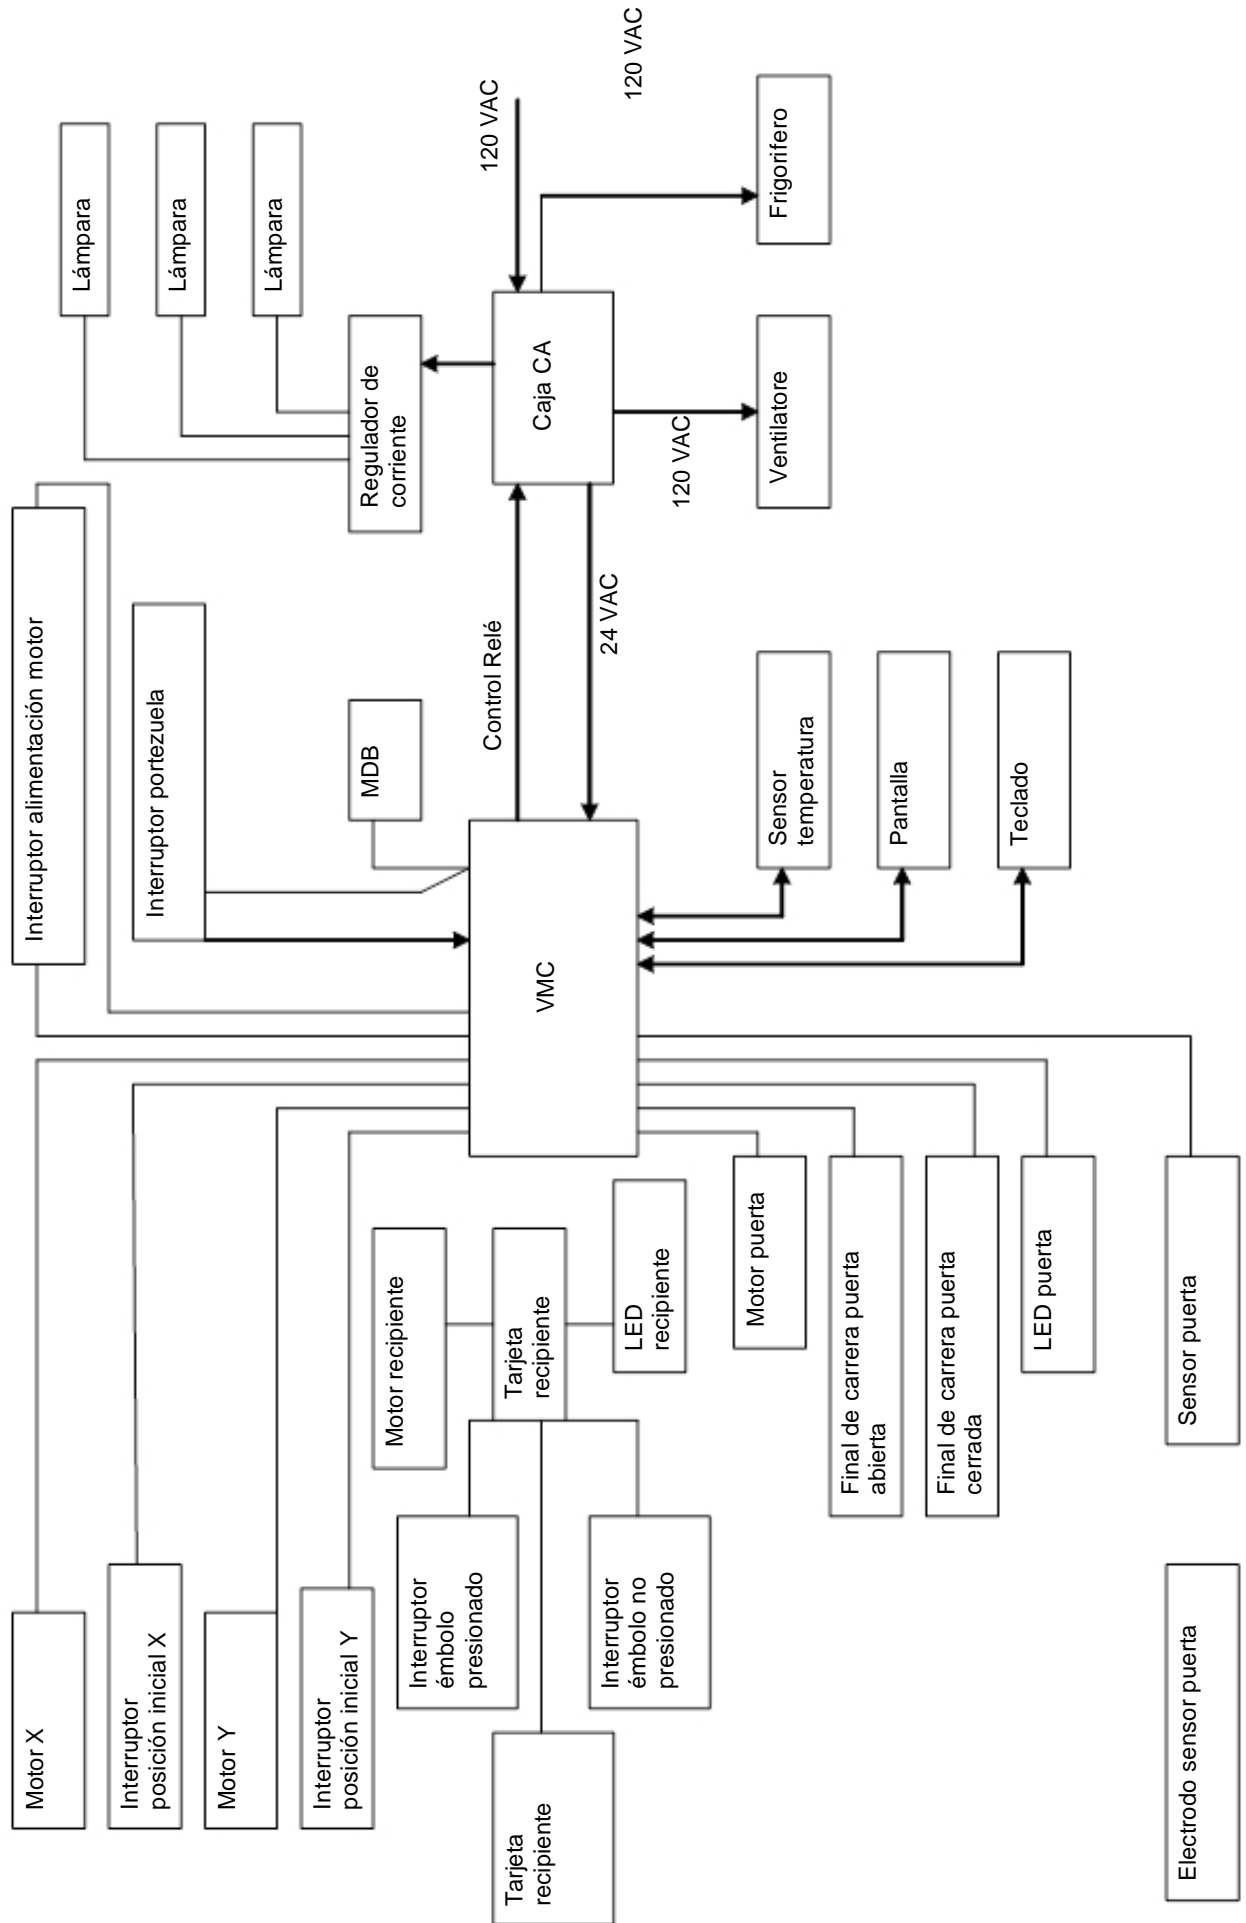 Motor X
Interruptor
posición inicial X
Motor Y
Interruptor
posición inicial Y
Interruptor
émbolo
presionado
Tarjeta
recipiente
Interruptor
émbolo no
presionado
Electrodo sensor puerta
Motor recipiente
Tarjeta
recipiente
LED
recipiente
Motor puerta
Final de carrera puerta
abierta
Final de carrera puerta
cerrada
LED puerta
Sensor puerta
Interruptor alimentación motor
Interruptor portezuela
MDB
VMC
Sensor
temperatura
Pantalla
Teclado
Control Relé
24 VAC
Lámpara
Lámpara
Lámpara
Regulador de
corriente
Caja CA
120 VAC
120 VAC
120 VAC
Ventilatore
Frigorifero